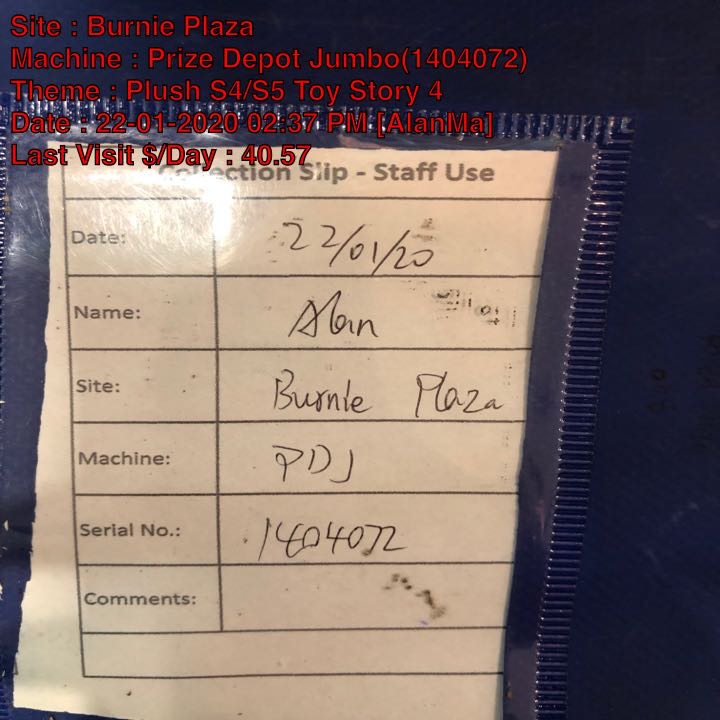 Site : Burnie Plaza
Machine : Prize Depot Jumbo(1404072)
Theme : Plush S4/S5 Toy Story 4
Date : 22-01-2020 02:37 PM [AlanMa]
Last Visit $/Day : 40.57
Collection Slip - Staff Use
Date: 22/01/20
Name: Alan
Site: Burnie Plaza
Machine: PDJ
Serial No.: 1404072
Comments: